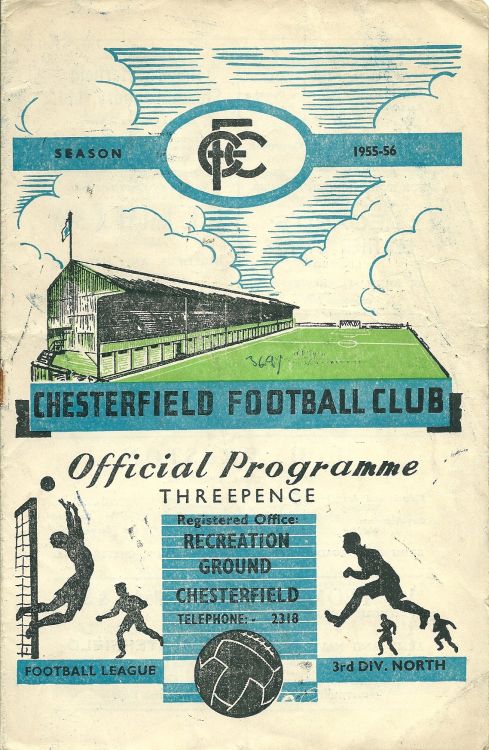 SEASON
CFC
1955-56
CHESTERFIELD FOOTBALL CLUB
Official Programme
THREEPENCE
Registered Office:
RECREATION
GROUND
CHESTERFIELD
TELEPHONE:- 2318
FOOTBALL LEAGUE
3rd DIV. NORTH